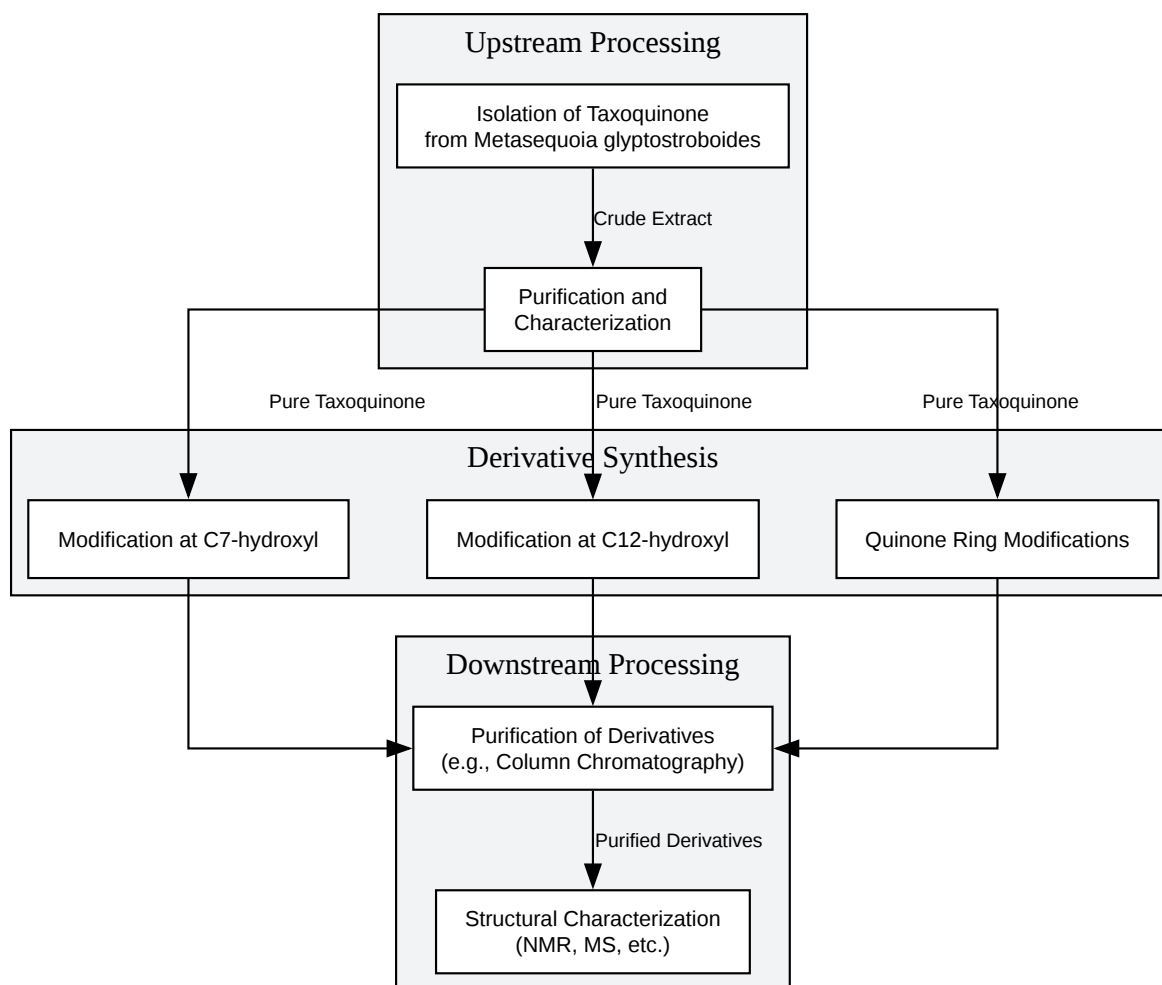 Upstream Processing
Isolation of Taxoquinone
from Metasequoia glyptostroboides
Crude Extract
Purification and
Characterization
Pure Taxoquinone
Pure Taxoquinone
Pure Taxoquinone
Derivative Synthesis
Modification at C7-hydroxyl
Modification at C12-hydroxyl
Quinone Ring Modifications
Downstream Processing
Purification of Derivatives
(e.g., Column Chromatography)
Purified Derivatives
Structural Characterization
(NMR, MS, etc.)